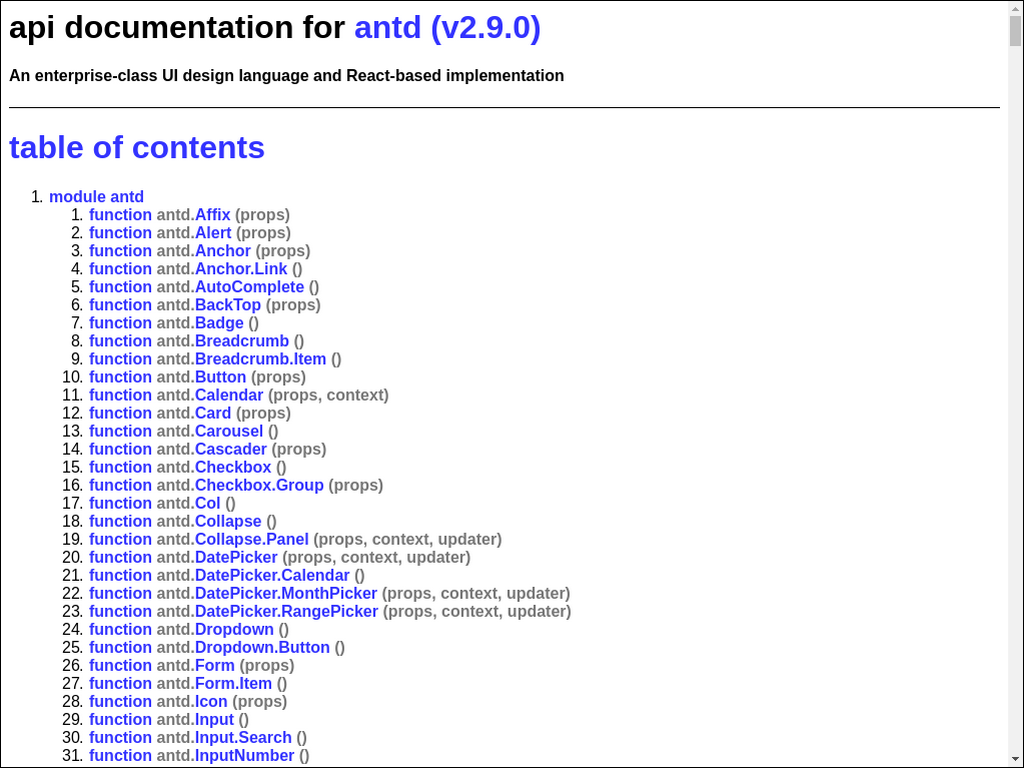 api documentation for antd (v2.9.0)
An enterprise-class UI design language and React-based implementation
table of contents
1. module antd
1. function antd.Affix (props)
2. function antd.Alert (props)
3. function antd.Anchor (props)
4. function antd.Anchor.Link ()
5. function antd.AutoComplete ()
6. function antd.BackTop (props)
7. function antd.Badge ()
8. function antd.Breadcrumb ()
9. function antd.Breadcrumb.Item ()
10. function antd.Button (props)
11. function antd.Calendar (props, context)
12. function antd.Card (props)
13. function antd.Carousel ()
14. function antd.Cascader (props)
15. function antd.Checkbox ()
16. function antd.Checkbox.Group (props)
17. function antd.Col ()
18. function antd.Collapse ()
19. function antd.Collapse.Panel (props, context, updater)
20. function antd.DatePicker (props, context, updater)
21. function antd.DatePicker.Calendar ()
22. function antd.DatePicker.MonthPicker (props, context, updater)
23. function antd.DatePicker.RangePicker (props, context, updater)
24. function antd.Dropdown ()
25. function antd.Dropdown.Button ()
26. function antd.Form (props)
27. function antd.Form.Item ()
28. function antd.Icon (props)
29. function antd.Input ()
30. function antd.Input.Search ()
31. function antd.InputNumber ()